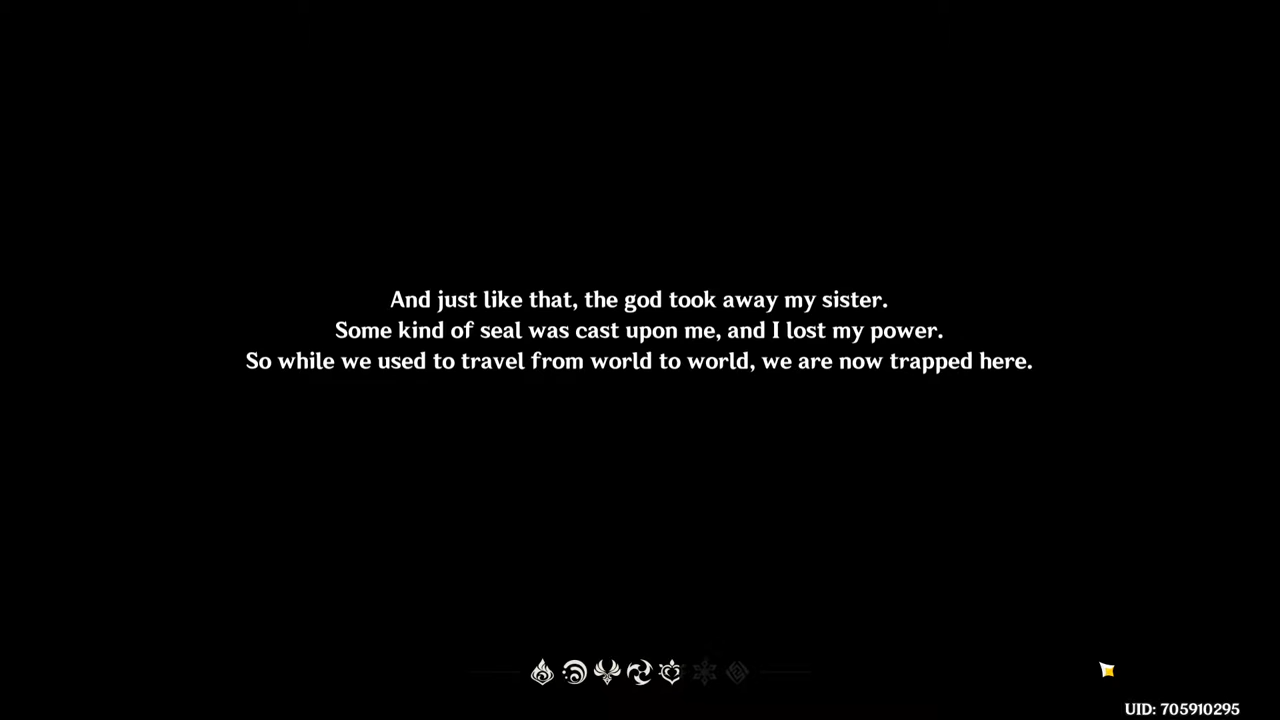 And just like that, the god took away my sister.
Some kind of seal was cast upon me, and I lost my power.
So while we used to travel from world to world, we are now trapped here.
UID: 705910295